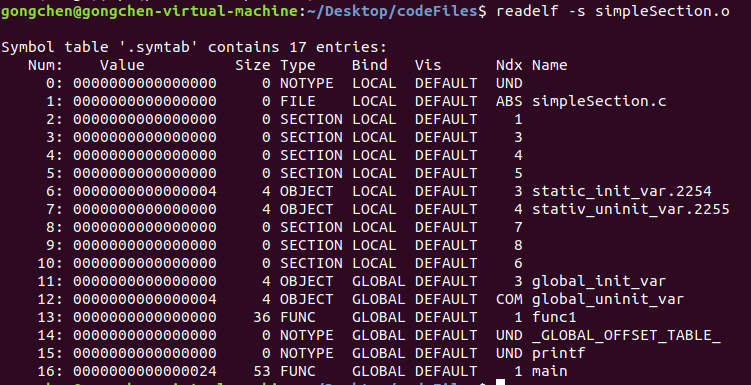 gongchen@gongchen-virtual-machine:~/Desktop/codeFiles$ readelf -s simpleSection.o
Symbol table '.symtab' contains 17 entries:
   Num:    Value          Size Type    Bind   Vis      Ndx Name
     0: 0000000000000000     0 NOTYPE  LOCAL  DEFAULT  UND
     1: 0000000000000000     0 FILE    LOCAL  DEFAULT  ABS simpleSection.c
     2: 0000000000000000     0 SECTION LOCAL  DEFAULT    1
     3: 0000000000000000     0 SECTION LOCAL  DEFAULT    3
     4: 0000000000000000     0 SECTION LOCAL  DEFAULT    4
     5: 0000000000000000     0 SECTION LOCAL  DEFAULT    5
     6: 0000000000000004     4 OBJECT  LOCAL  DEFAULT    3 static_init_var.2254
     7: 0000000000000000     4 OBJECT  LOCAL  DEFAULT    4 stativ_uninit_var.2255
     8: 0000000000000000     0 SECTION LOCAL  DEFAULT    7
     9: 0000000000000000     0 SECTION LOCAL  DEFAULT    8
    10: 0000000000000000     0 SECTION LOCAL  DEFAULT    6
    11: 0000000000000000     4 OBJECT  GLOBAL DEFAULT    3 global_init_var
    12: 0000000000000004     4 OBJECT  GLOBAL DEFAULT  COM global_uninit_var
    13: 0000000000000000    36 FUNC    GLOBAL DEFAULT    1 func1
    14: 0000000000000000     0 NOTYPE  GLOBAL DEFAULT  UND _GLOBAL_OFFSET_TABLE_
    15: 0000000000000000     0 NOTYPE  GLOBAL DEFAULT  UND printf
    16: 0000000000000024    53 FUNC    GLOBAL DEFAULT    1 main